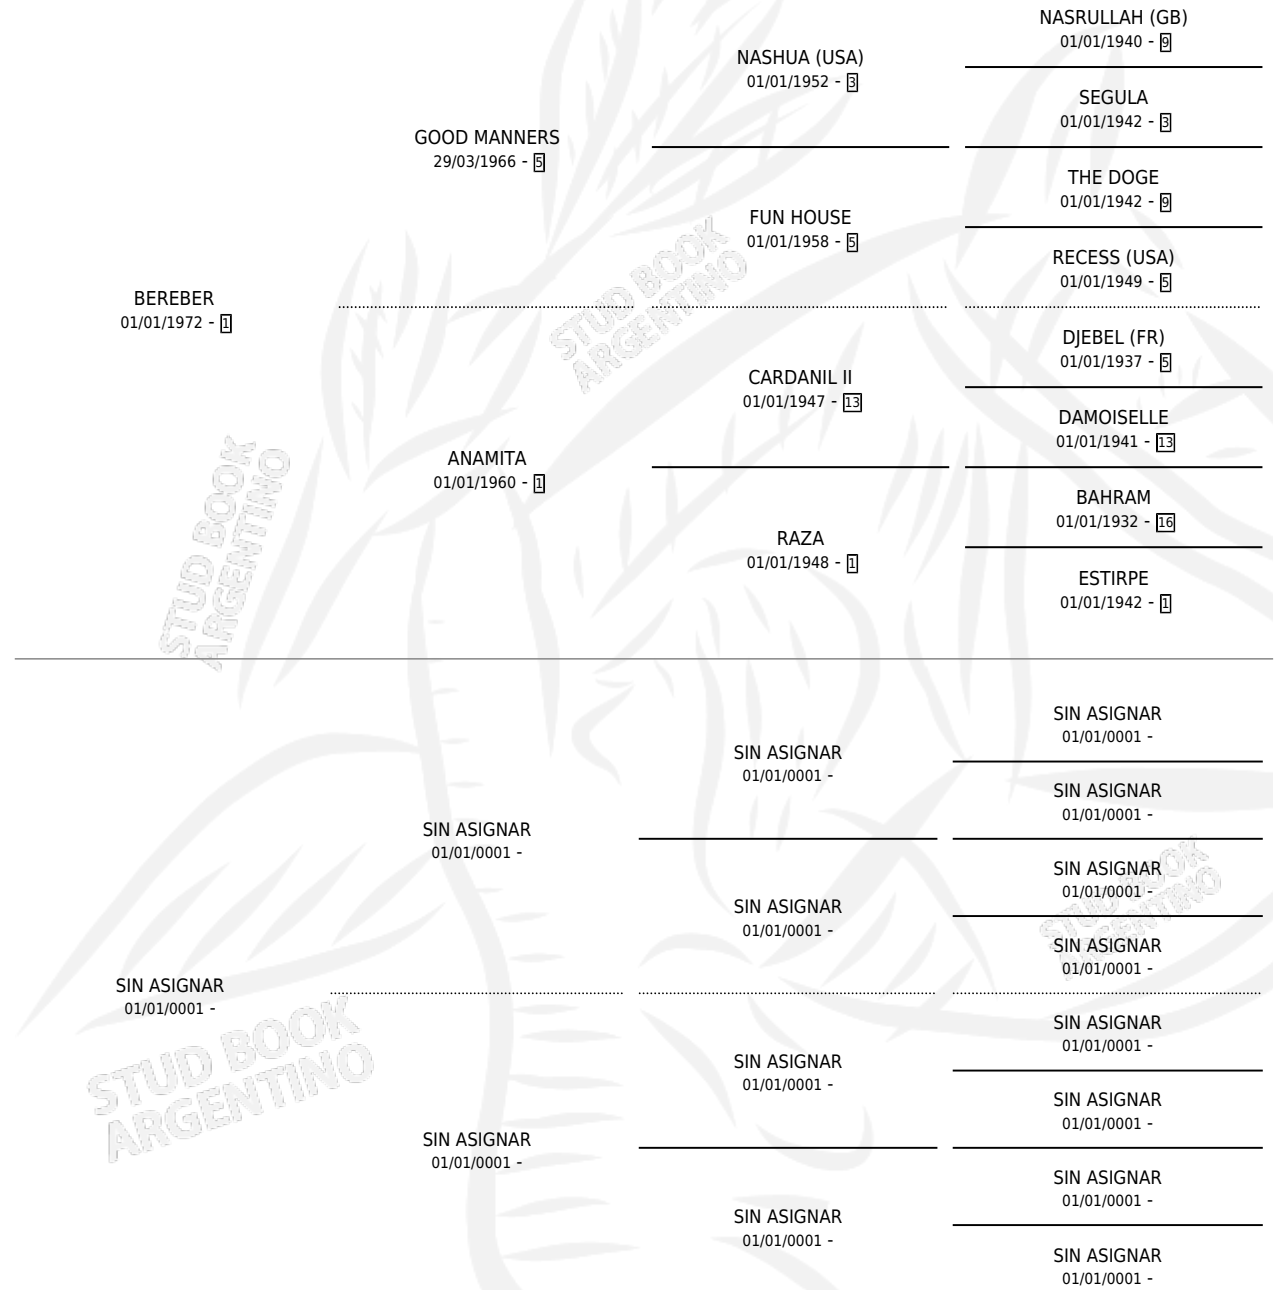 NASRULLAH (GB)
01/01/1940 - 9
NASHUA (USA)
01/01/1952 - 3
SEGULA
01/01/1942 - 3
GOOD MANNERS
29/03/1966 - 5
THE DOGE
01/01/1942 - 9
FUN HOUSE
01/01/1958 - 5
RECESS (USA)
01/01/1949 - 5
BEREBER
01/01/1972 - 1
DJEBEL (FR)
01/01/1937 - 5
CARDANIL II
01/01/1947 - 13
DAMOISELLE
01/01/1941 - 13
ANAMITA
01/01/1960 - 1
BAHRAM
01/01/1932 - 16
RAZA
01/01/1948 - 1
ESTIRPE
01/01/1942 - 1
STUD BOOK
ARGENTINO
STUD BOOK
ARGENTINO
SIN ASIGNAR
01/01/0001 -
SIN ASIGNAR
01/01/0001 -
SIN ASIGNAR
01/01/0001 -
SIN ASIGNAR
01/01/0001 -
SIN ASIGNAR
01/01/0001 -
SIN ASIGNAR
01/01/0001 -
SIN ASIGNAR
01/01/0001 -
SIN ASIGNAR
01/01/0001 -
SIN ASIGNAR
01/01/0001 -
SIN ASIGNAR
01/01/0001 -
SIN ASIGNAR
01/01/0001 -
SIN ASIGNAR
01/01/0001 -
SIN ASIGNAR
01/01/0001 -
SIN ASIGNAR
01/01/0001 -
SIN ASIGNAR
01/01/0001 -
STUD BOOK
ARGENTINO
STUD BOOK
ARGENTINO